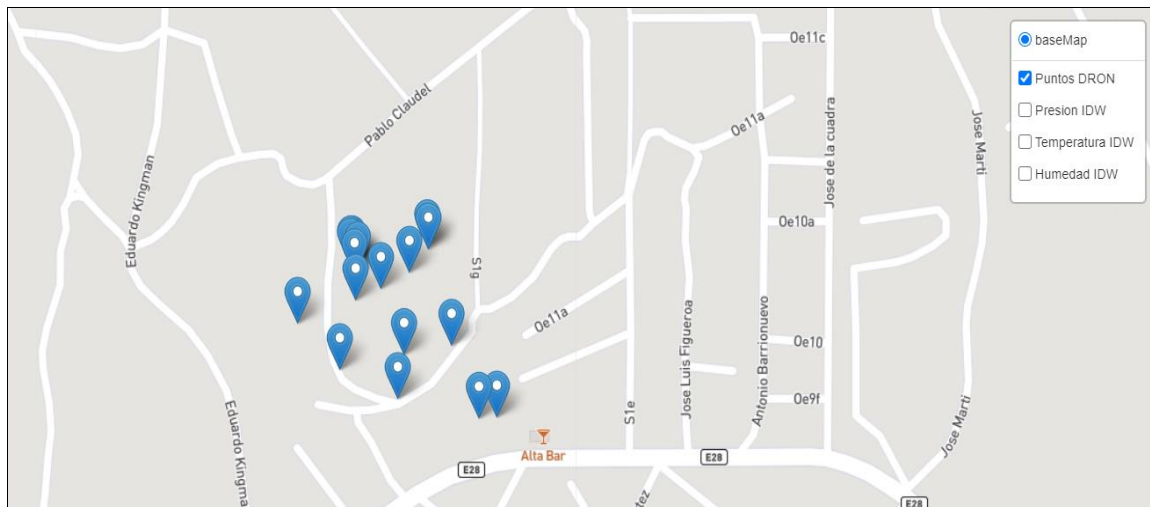 baseMap
Puntos DRON
Presion IDW
Temperatura IDW
Humedad IDW
Oe11c
Pablo Claudel
Oe11a
Jose Marti
Jose de la cuadra
Eduardo Kingman
Oe10a
S1g
Oe11a
Jose Luis Figueroa
Antonio Barrionuevo
Oe10
Oe9f
S1e
Jose Marti
Eduardo Kingma
Alta Bar
E28
E28
E28
tez